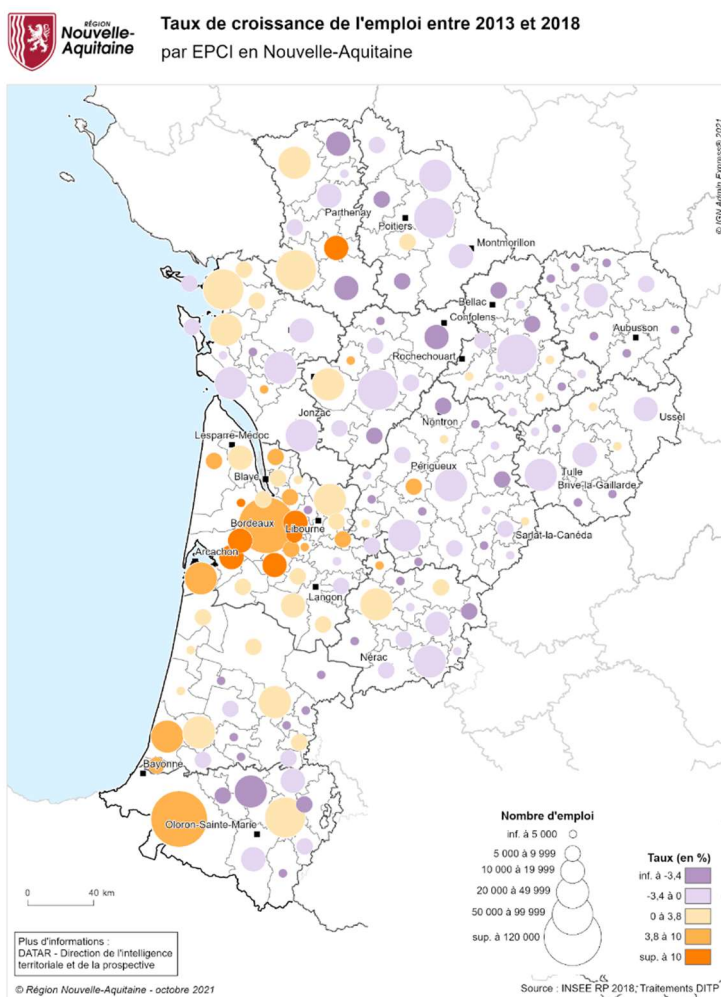 RÉGION
Nouvelle-
Aquitaine
Taux de croissance de l'emploi entre 2013 et 2018
par EPCI en Nouvelle-Aquitaine
© IGN Admin Express® 2021
Parthenay
Poitiers
Montmorillon
Bellac
Confolens
Aubusson
Rochechouart
Jonzac
Nontron
Ussel
Lesparre-Médoc
Tulle
Périgueux
Blaye
Brive-la-Gaillarde
Bordeaux
Libourne
Sarlat-la-Canéda
Arcachon
Langon
Nérac
Bayonne
Oloron-Sainte-Marie
Nombre d'emploi
inf. à 5 000
5 000 à 9 999
10 000 à 19 999
20 000 à 49 999
50 000 à 99 999
sup. à 120 000
Taux (en %)
inf. à -3,4
-3,4 à 0
0 à 3,8
3,8 à 10
sup. à 10
0 40 km
Plus d'informations :
DATAR - Direction de l'intelligence
territoriale et de la prospective
© Région Nouvelle-Aquitaine - octobre 2021
Source : INSEE RP 2018, Traitements DITP